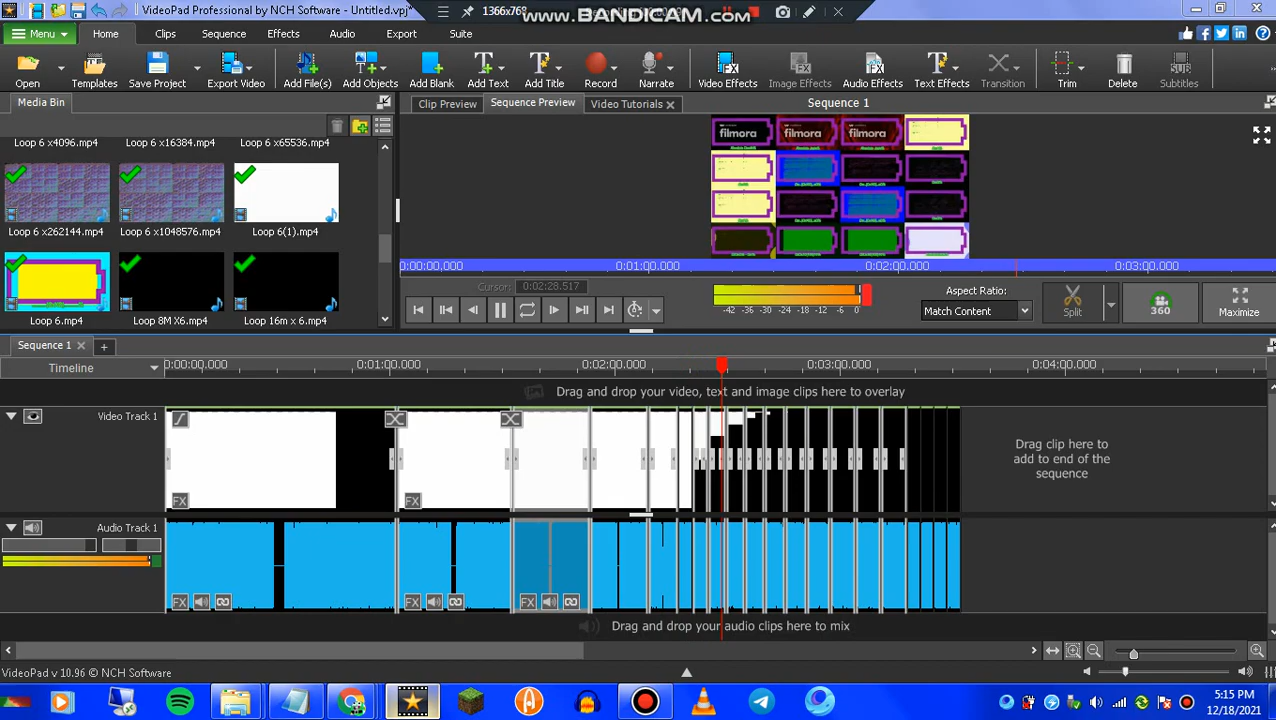 VideoPad Professional by NCH Software - Untitled.vpj*
1366x768
www.BANDICAM.com
Menu
Home
Clips
Sequence
Effects
Audio
Export
Suite
Open
Templates
Save Project
Export Video
Add File(s)
Add Objects
Add Blank
Add Text
Add Title
Record
Narrate
Video Effects
Image Effects
Audio Effects
Text Effects
Transition
Trim
Delete
Subtitles
Media Bin
Clip Preview
Sequence Preview
Video Tutorials
Sequence 1
Loop 6 x16384.mp4
Loop 6 x65536.mp4
Loop 6 x262144.mp4
Loop 6 x1048576.mp4
Loop 6(1).mp4
Loop 6.mp4
Loop 8M X6.mp4
Loop 16m x 6.mp4
filmora
filmora
filmora
0:00:00,000
0:01:00.000
0:02:00.000
0:03:00.000
Cursor:
0:02:28.517
-42 -36 -30 -24 -18 -12 -6 0
Aspect Ratio:
Match Content
Split
360
Maximize
Sequence 1
Timeline
0:00:00.000
0:01:00.000
0:02:00.000
0:03:00.000
0:04:00.000
Drag and drop your video, text and image clips here to overlay
Video Track 1
FX
FX
Drag clip here to
add to end of the
sequence
Audio Track 1
FX
FX
FX
Drag and drop your audio clips here to mix
VideoPad v 10.96 © NCH Software
5:15 PM
12/18/2021